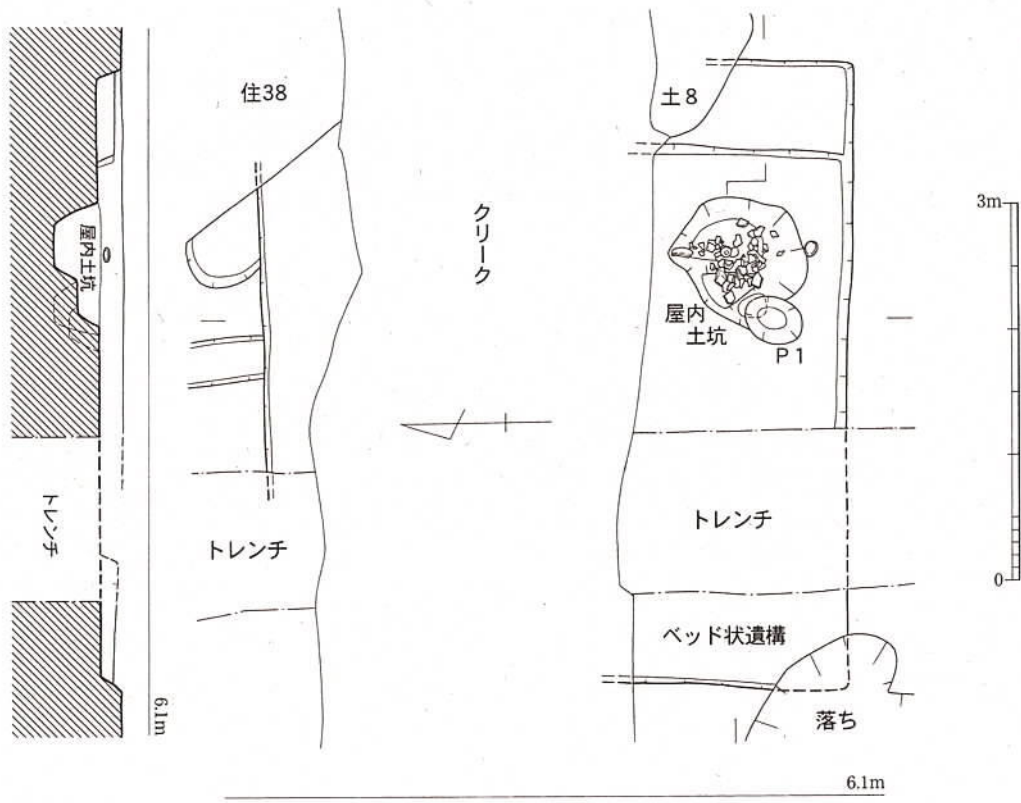 住38
土8
3m
屋内土坑
クリーク
屋内
土坑
P1
トレンチ
トレンチ
トレンチ
0
ベッド状遺構
6.1m
落ち
6.1m